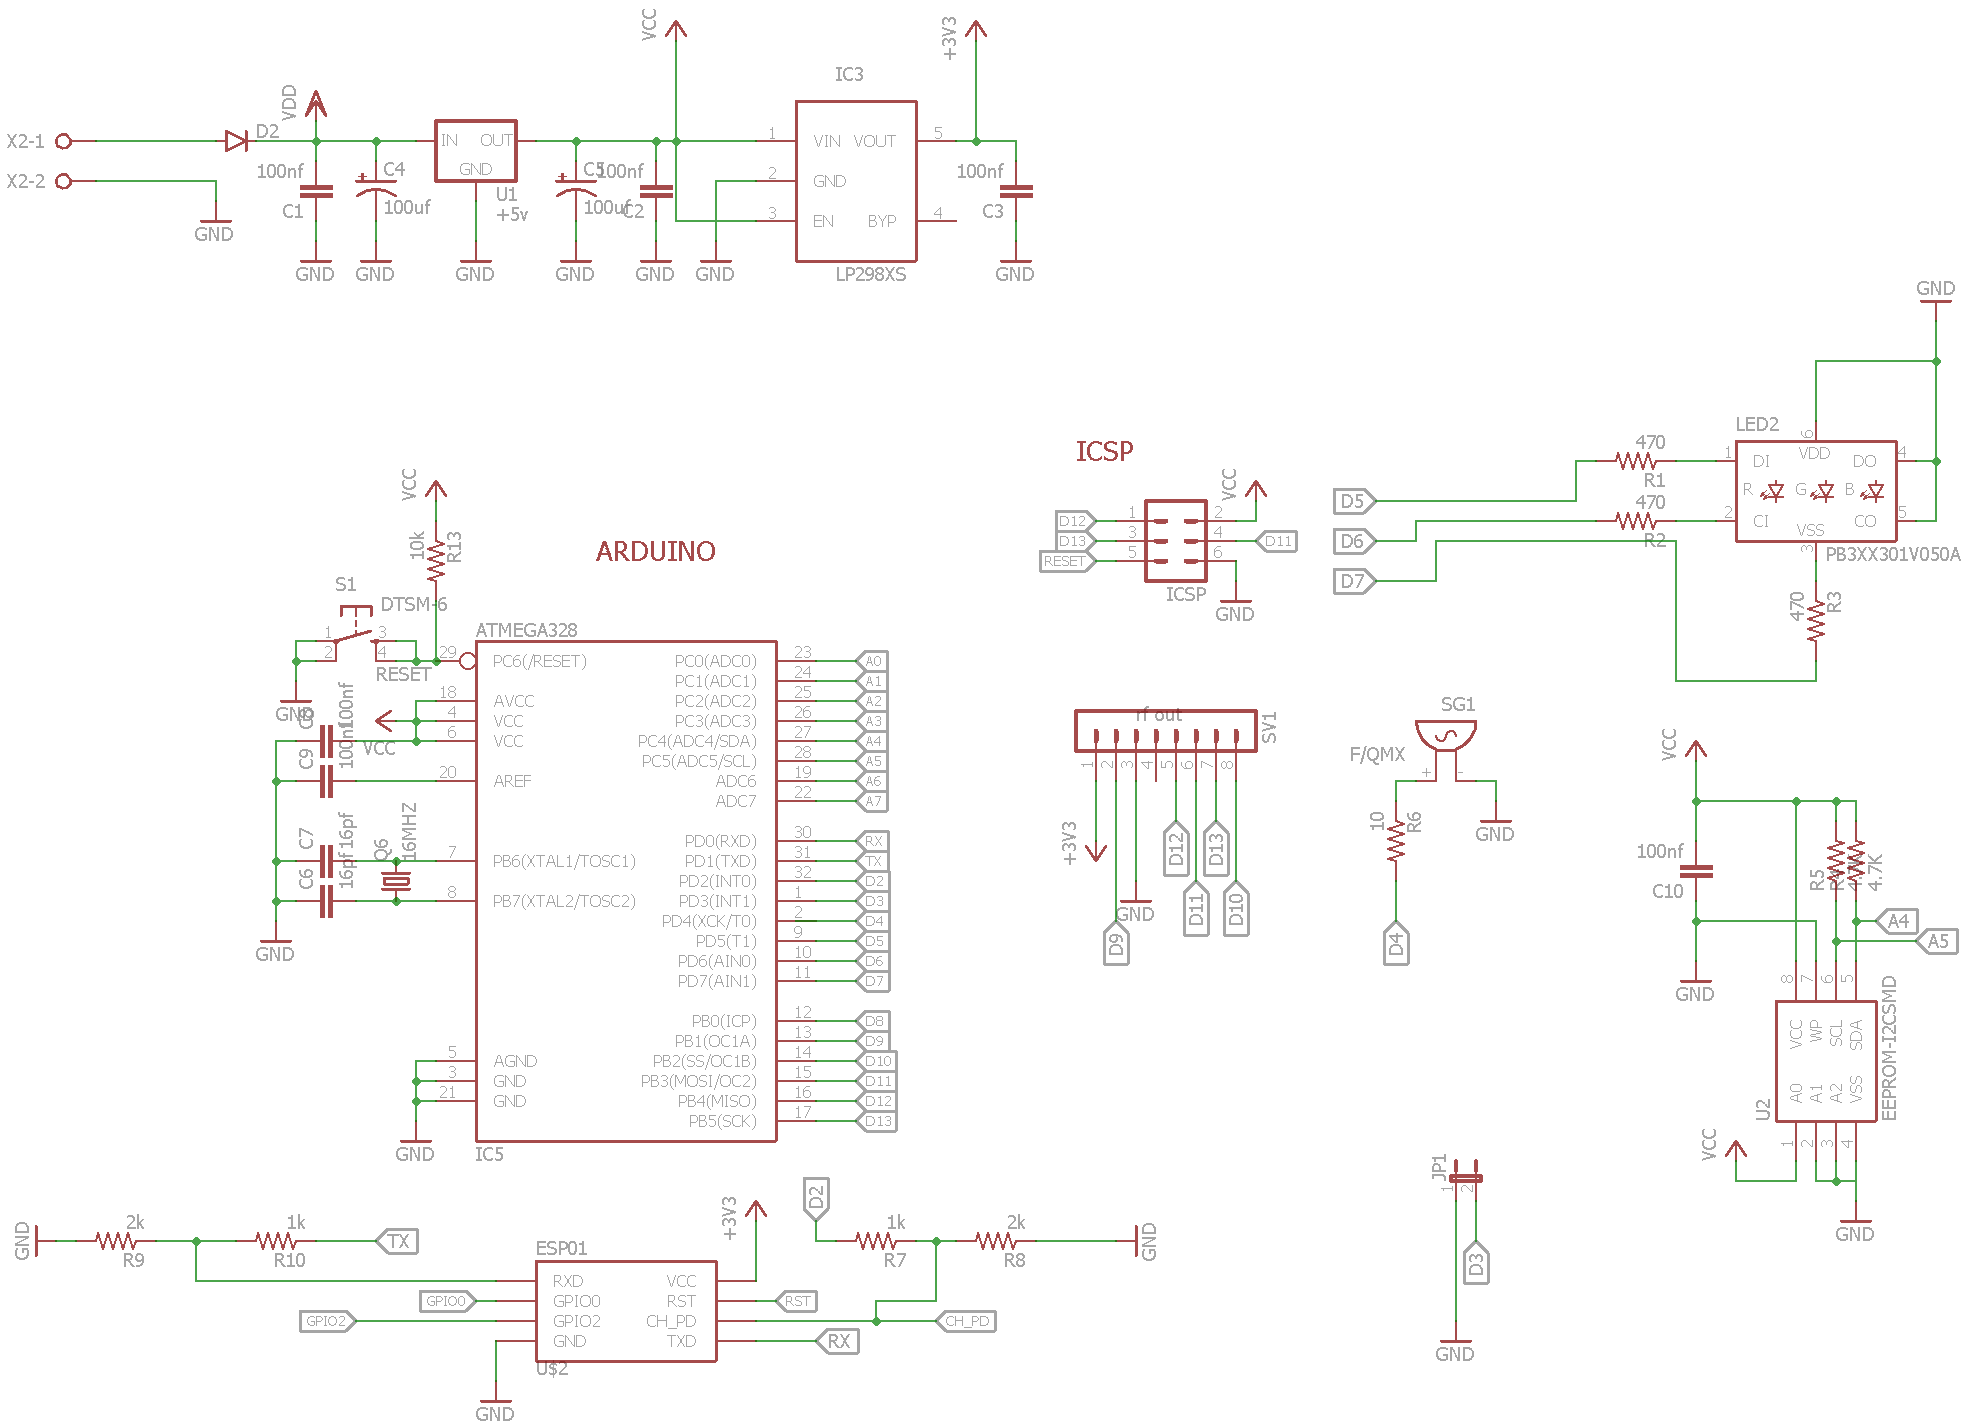 X2-1
X2-2
GND
VDD
D2
100nf
C1
GND
C4
100uf
GND
IN OUT
GND
U1
+5v
GND
C5
100uf
GND
100nf
C2
GND
VCC
IC3
1 VIN VOUT 5
2 GND
3 EN BYP 4
LP298XS
GND
+3V3
100nf
C3
GND
ARDUINO
VCC
10k
R13
S1
DTSM-6
1 3
2 4
RESET
GND
ATMEGA328
29 PC6(/RESET)
18 AVCC
4 VCC
6 VCC
20 AREF
7 PB6(XTAL1/TOSC1)
8 PB7(XTAL2/TOSC2)
5 AGND
3 GND
21 GND
GND
IC5
VCC
100nf
C9
100nf
C7
16pf
C6
16pf
Q6
16MHZ
GND
PC0(ADC0) 23 A0
PC1(ADC1) 24 A1
PC2(ADC2) 25 A2
PC3(ADC3) 26 A3
PC4(ADC4/SDA) 27 A4
PC5(ADC5/SCL) 28 A5
ADC6 19 A6
ADC7 22 A7
PD0(RXD) 30 RX
PD1(TXD) 31 TX
PD2(INT0) 32 D2
PD3(INT1) 1 D3
PD4(XCK/T0) 2 D4
PD5(T1) 9 D5
PD6(AIN0) 10 D6
PD7(AIN1) 11 D7
PB0(ICP) 12 D8
PB1(OC1A) 13 D9
PB2(SS/OC1B) 14 D10
PB3(MOSI/OC2) 15 D11
PB4(MISO) 16 D12
PB5(SCK) 17 D13
ICSP
D12 1 2 VCC
D13 3 4 D11
RESET 5 6
ICSP
GND
GND
LED2
D5
470
R1
D6
470
R2
D7
1 DI VDD 6 DO 4
R G B
2 CI VSS 3 CO 5
PB3XX301V050A
470
R3
rf out
SV1
1 2 3 4 5 6 7 8
+3V3
D9
GND
D12
D11
D13
D10
SG1
F/QMX
+ -
10
R6
D4
GND
VCC
100nf
C10
GND
R5
4.7K
A4
A5
8 7 6 5
VCC WP SCL SDA
A0 A1 A2 VSS
1 2 3 4
U2
EEPROM-I2CSMD
VCC
GND
JP1
1 2
D3
GND
GND
2k
R9
1k
R10
TX
ESP01
RXD VCC
GPIO0 GPIO0 RST RST
GPIO2 GPIO2 CH_PD CH_PD
GND TXD RX
U$2
GND
+3V3
D2
1k
R7
2k
R8
GND